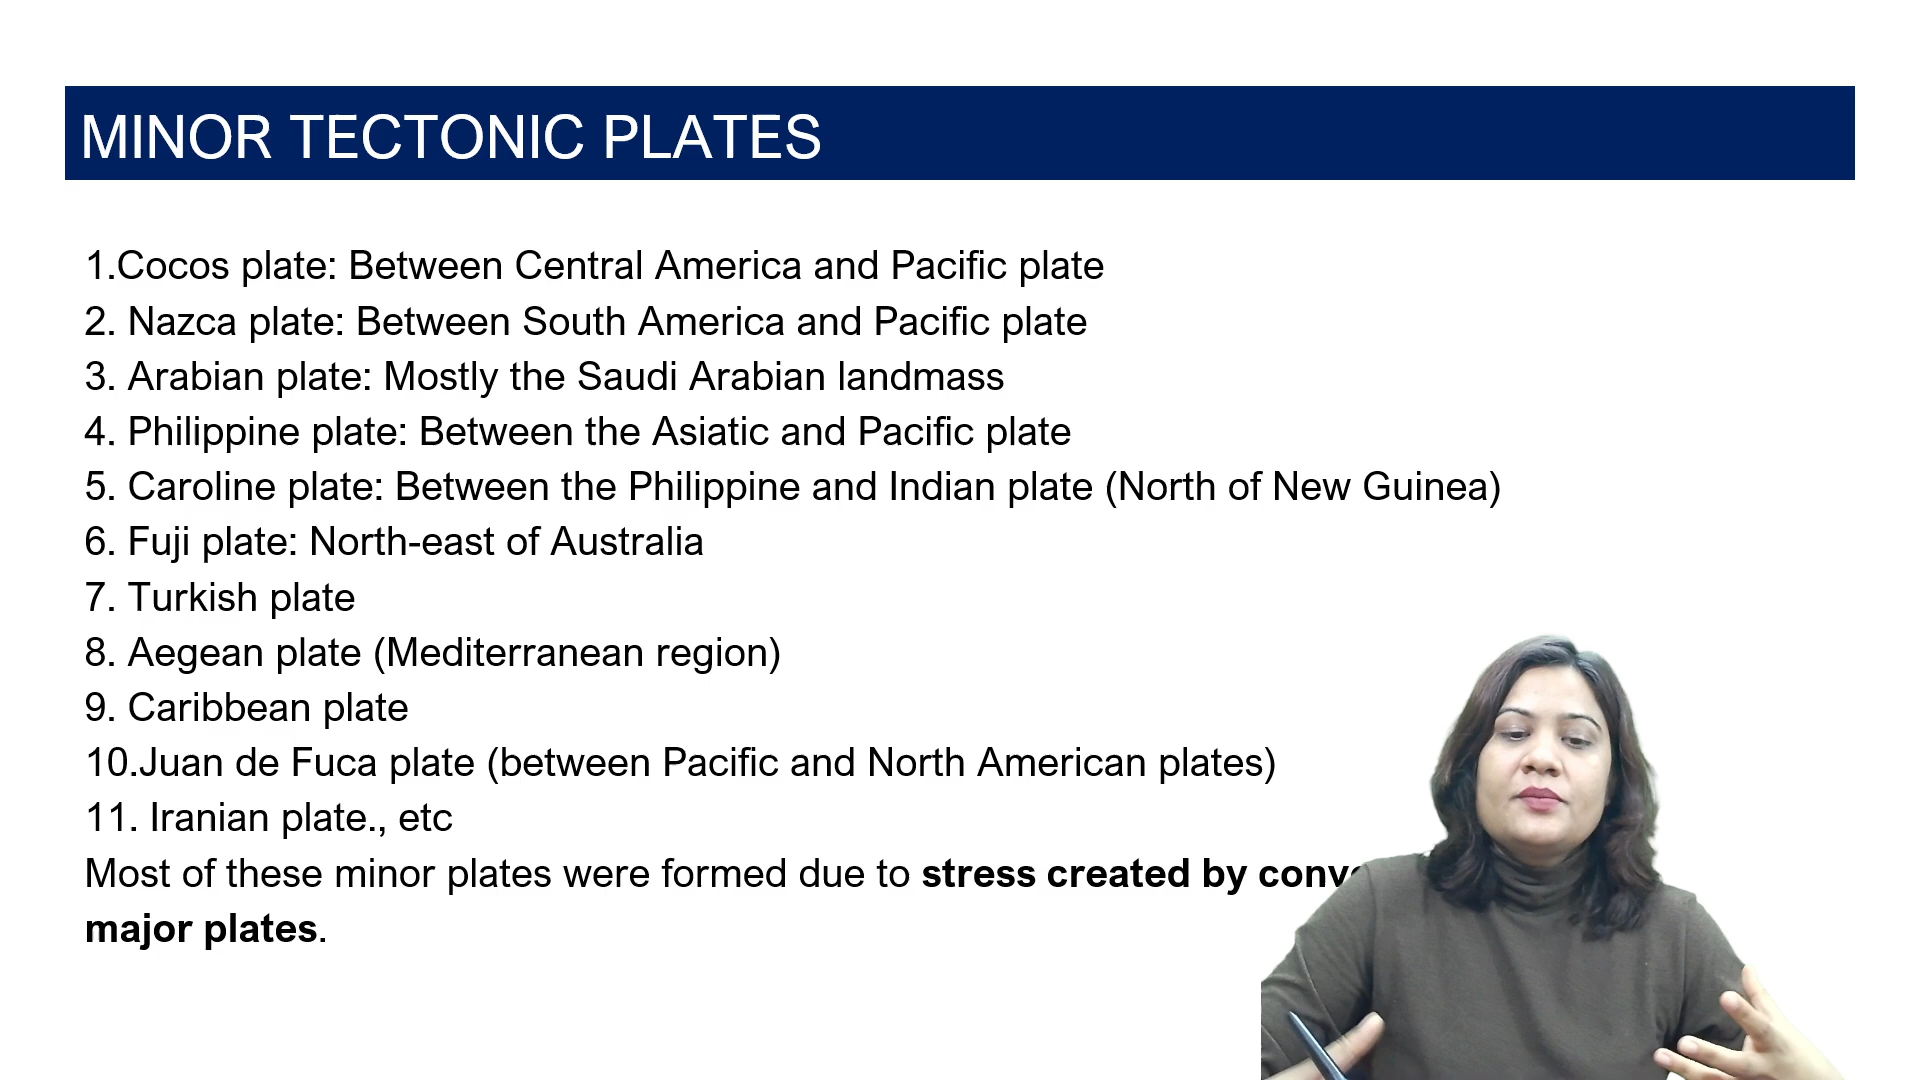 MINOR TECTONIC PLATES
1.Cocos plate: Between Central America and Pacific plate
2. Nazca plate: Between South America and Pacific plate
3. Arabian plate: Mostly the Saudi Arabian landmass
4. Philippine plate: Between the Asiatic and Pacific plate
5. Caroline plate: Between the Philippine and Indian plate (North of New Guinea)
6. Fuji plate: North-east of Australia
7. Turkish plate
8. Aegean plate (Mediterranean region)
9. Caribbean plate
10.Juan de Fuca plate (between Pacific and North American plates)
11. Iranian plate., etc
Most of these minor plates were formed due to stress created by
major plates.